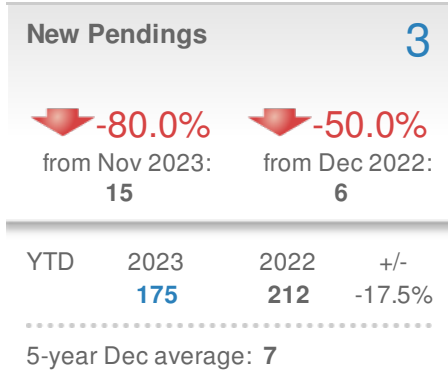 New Pendings 3
-80.0% -50.0%
from Nov 2023: from Dec 2022:
15 6
YTD 2023 2022 +/-
175 212 -17.5%
5-year Dec average: 7